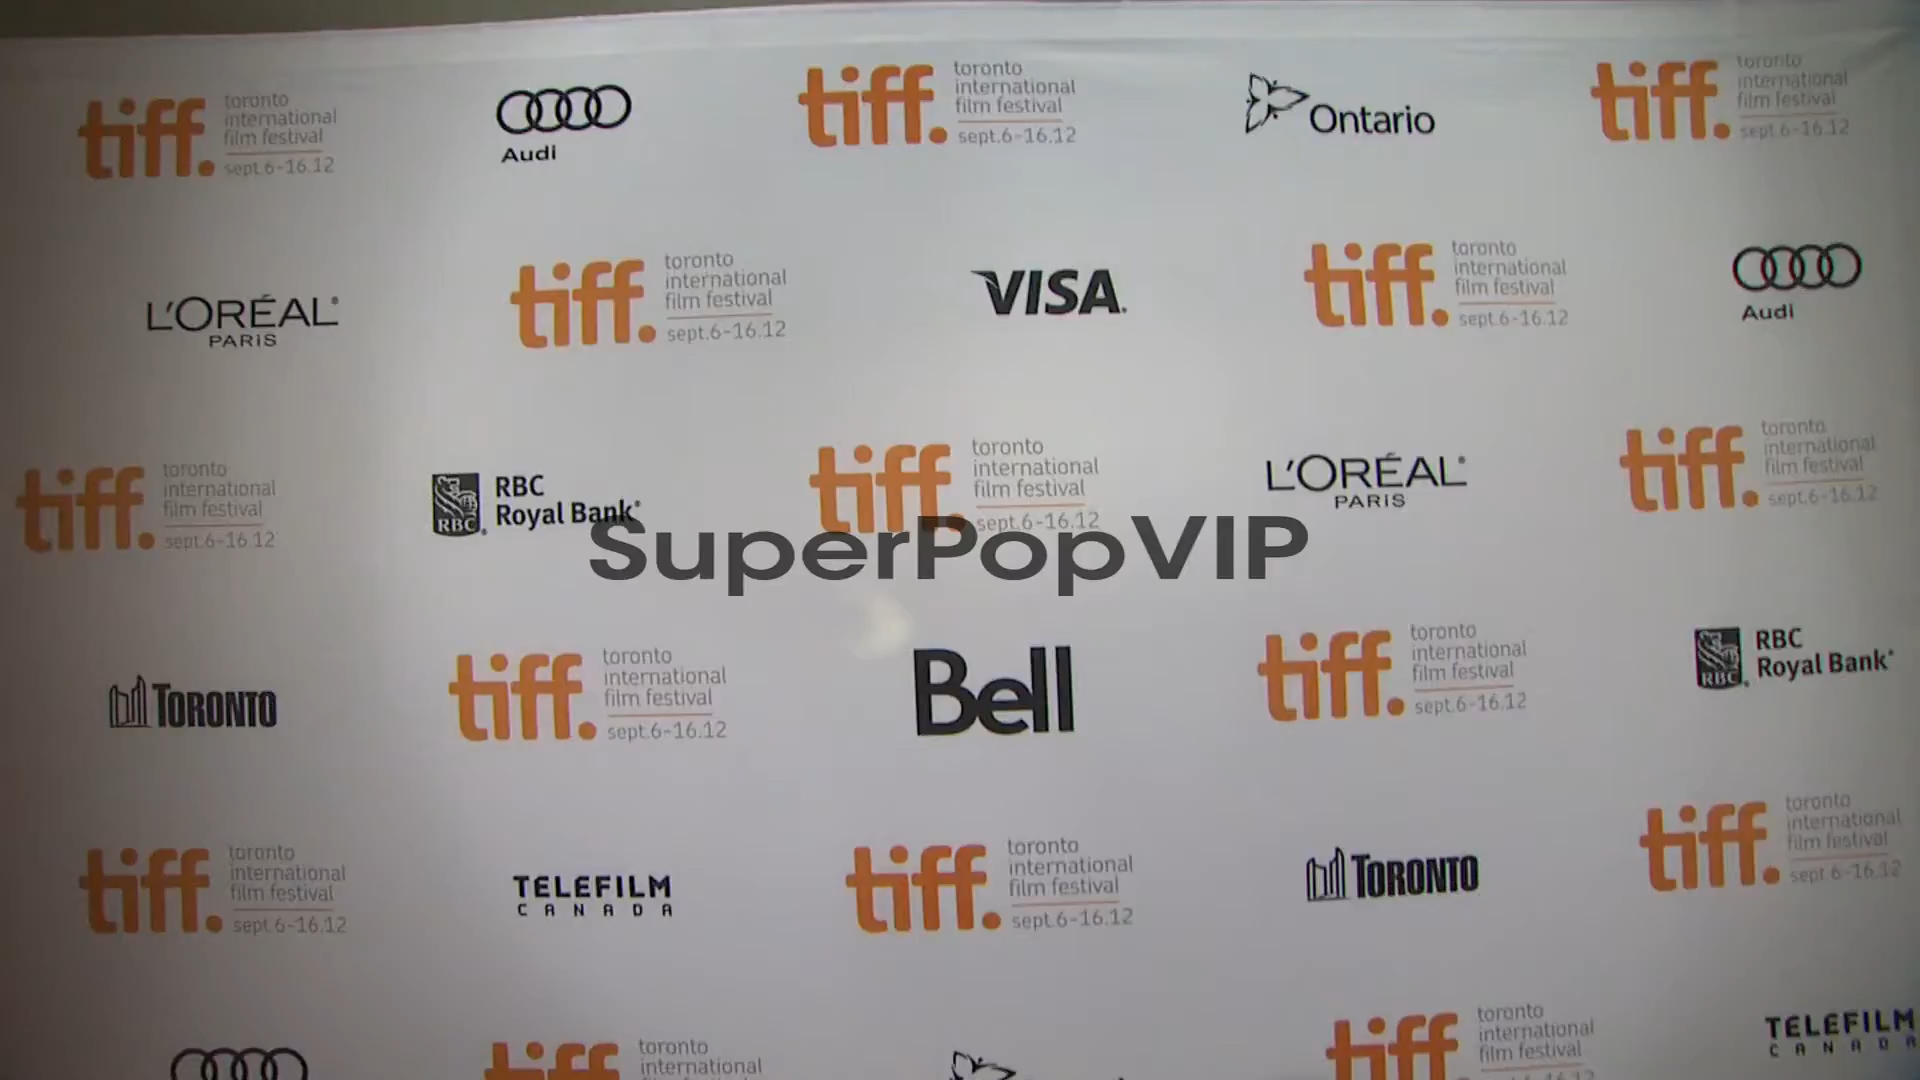 tiff. toronto international film festival sept.6-16.12
Audi
tiff. toronto international film festival sept.6-16.12
Ontario
tiff. toronto international film festival sept.6-16.12
L'ORÉAL
PARIS
tiff. toronto international film festival sept.6-16.12
VISA
tiff. toronto international film festival sept.6-16.12
Audi
tiff. toronto international film festival sept.6-16.12
RBC
RBC
Royal Bank
tiff. toronto international film festival sept.6-16.12
L'ORÉAL
PARIS
tiff. toronto international film festival sept.6-16.12
SuperPopVIP
TORONTO
tiff. toronto international film festival sept.6-16.12
Bell
tiff. toronto international film festival sept.6-16.12
RBC
RBC
Royal Bank
tiff. toronto international film festival sept.6-16.12
TELEFILM
CANADA
tiff. toronto international film festival sept.6-16.12
TORONTO
tiff. toronto international film festival sept.6-16.12
tiff toronto international
tiff toronto international film festival
TELEFILM
CANADA